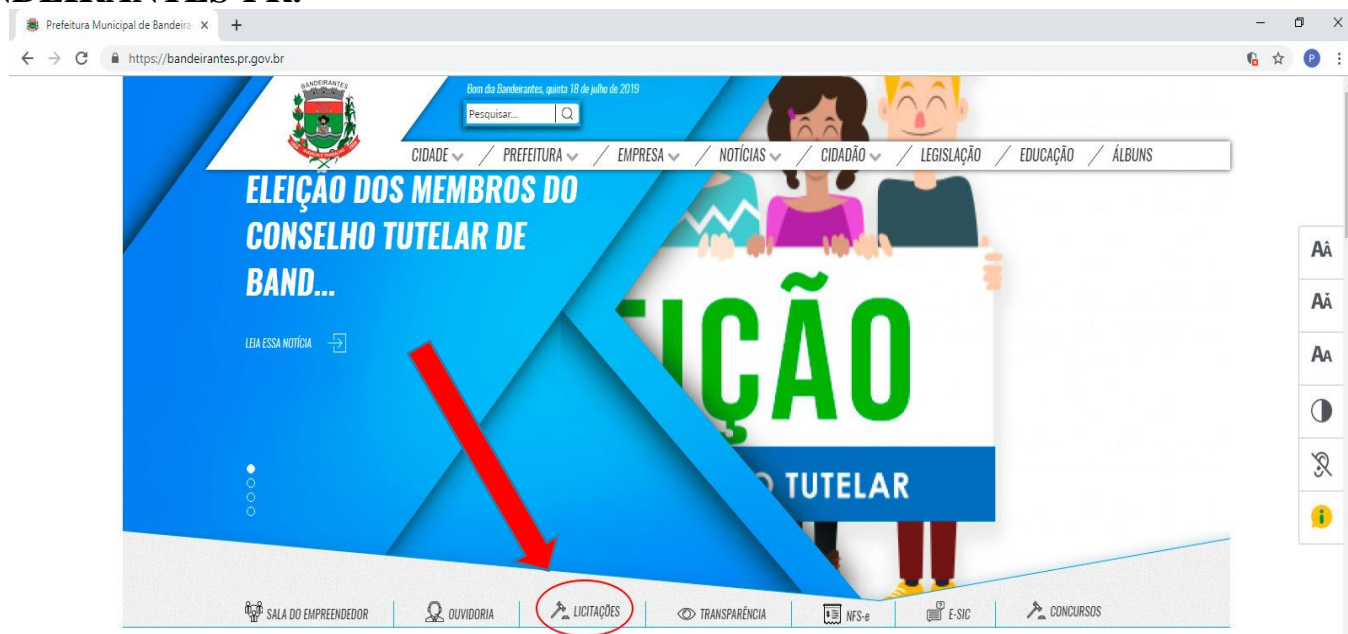 Prefeitura Municipal de Bandeira
https://bandeirantes.pr.gov.br
P
BANDEIRANTES
Bom dia Bandeirantes, quinta 18 de julho de 2019
Pesquisar...
CIDADE / PREFEITURA / EMPRESA / NOTÍCIAS / CIDADÃO / LEGISLAÇÃO / EDUCAÇÃO / ÁLBUNS
ELEIÇÃO DOS MEMBROS DO
CONSELHO TUTELAR DE
BAND...
LEIA ESSA NOTÍCIA
IÇÃO
TUTELAR
SALA DO EMPREENDEDOR
OUVIDORIA
LICITAÇÕES
TRANSPARÊNCIA
NFS-e
E-SIC
CONCURSOS